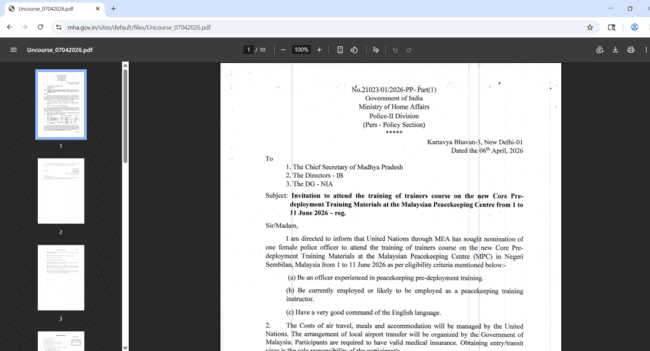 Uncourse_07042026.pdf
mha.gov.in/sites/default/files/Uncourse_07042026.pdf
Uncourse_07042026.pdf
1 / 10
100%
No.21023/01/2026-PP- Part(1)
Government of India
Ministry of Home Affairs
Police-II Division
(Pers - Policy Section)
*****
Kartavya Bhavan-3, New Delhi-01
Dated the 06th April, 2026
To
1. The Chief Secretary of Madhya Pradesh
2. The Directors - IB
3. The DG - NIA
Subject: Invitation to attend the training of trainers course on the new Core Pre-
deployment Training Materials at the Malaysian Peacekeeping Centre from 1 to
11 June 2026 – reg.
Sir/Madam,
I am directed to inform that United Nations through MEA has sought nomination of
one female police officer to attend the training of trainers course on the new Core Pre-
deployment Training Materials at the Malaysian Peacekeeping Centre (MPC) in Negeri
Sembilan, Malaysia from 1 to 11 June 2026 as per eligibility criteria mentioned below:-
(a) Be an officer experienced in peacekeeping pre-deployment training.
(b) Be currently employed or likely to be employed as a peacekeeping training
instructor.
(c) Have a very good command of the English language.
2. The Costs of air travel, meals and accommodation will be managed by the United
Nations. The arrangement of local airport transfer will be organized by the Government of
Malaysia. Participants are required to have valid medical insurance. Obtaining entry/transit
visas is the sole responsibility of the participant's
1
2
3